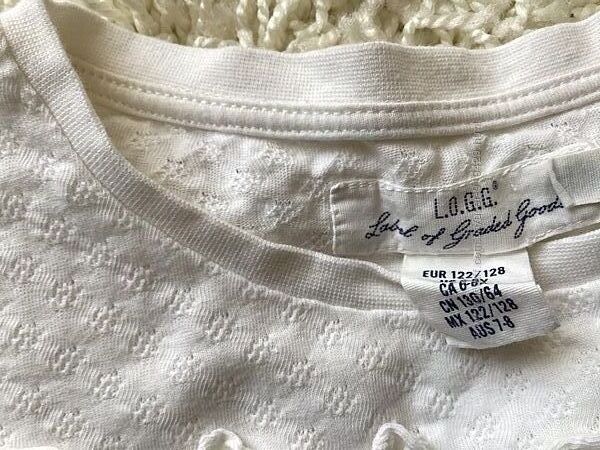 L.O.G.G.®
Label of Graded Goods
EUR 122/128
CA 6-8X
CN 130/64
MX 122/128
AUS 7-8